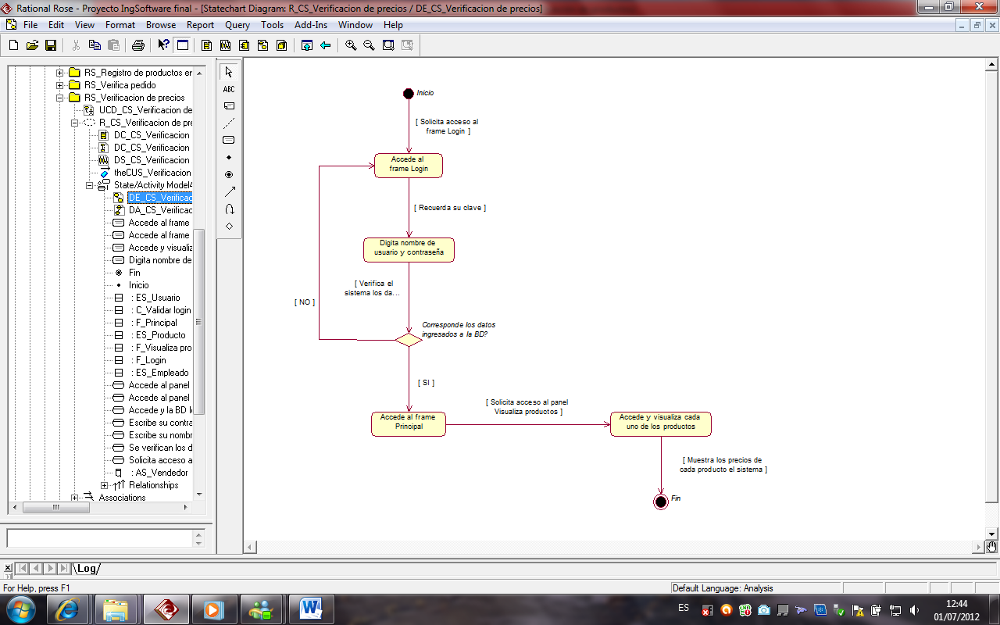 Rational Rose - Proyecto IngSoftware final - [Statechart Diagram: R_CS_Verificacion de precios / DE_CS_Verificacion de precios]
File Edit View Format Browse Report Query Tools Add-Ins Window Help
RS_Registro de productos en
RS_Verifica pedido
RS_Verificacion de precios
UCD_CS_Verificacion de
R_CS_Verificacion de pre
DC_CS_Verificacion
DC_CS_Verificacion
DS_CS_Verificacion
theCUS_Verificacion
State/Activity Model4
DE_CS_Verificac
DA_CS_Verificac
Accede al frame
Accede al frame
Accede y visualiz
Digita nombre de
Fin
Inicio
: ES_Usuario
: C_Validar login
: F_Principal
: ES_Producto
: F_Visualiza pro
: F_Login
: ES_Empleado
Accede al panel
Accede al panel
Accede y la BD l
Escribe su contra
Escribe su nombr
Se verifican los d
Solicita acceso a
: AS_Vendedor
Relationships
Associations
ABC
Inicio
[ Solicita acceso al
frame Login ]
Accede al
frame Login
[ Recuerda su clave ]
Digita nombre de
usuario y contraseña
[ Verifica el
sistema los da...
[ NO ]
Corresponde los datos
ingresados a la BD?
[ SI ]
Accede al frame
Principal
[ Solicita acceso al panel
Visualiza productos ]
Accede y visualiza cada
uno de los productos
[ Muestra los precios de
cada producto el sistema ]
Fin
Log
For Help, press F1
Default Language: Analysis
ES
12:44
01/07/2012